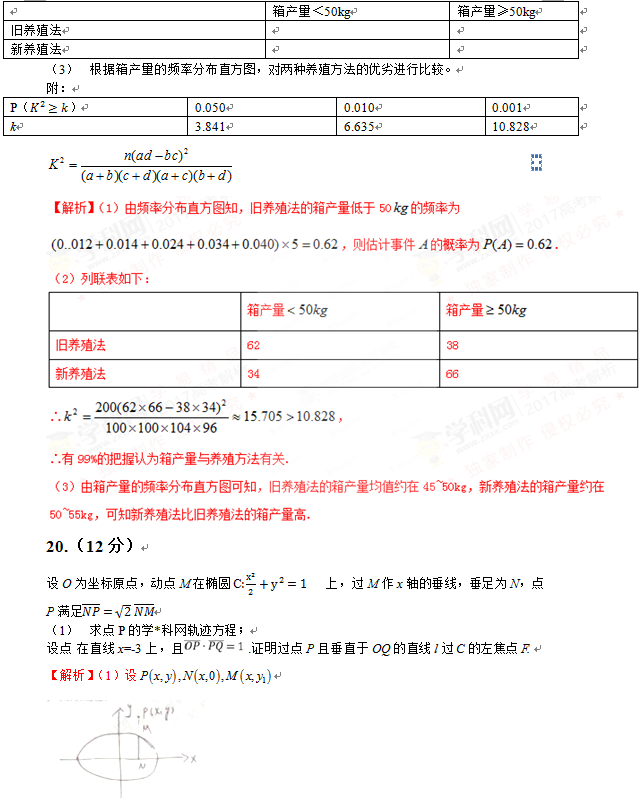 箱产量＜50kg 箱产量≥50kg
旧养殖法
新养殖法
（3） 根据箱产量的频率分布直方图，对两种养殖方法的优劣进行比较。
附：
P（K²≥k） 0.050 0.010 0.001
k 3.841 6.635 10.828
K² = n(ad−bc)² / (a+b)(c+d)(a+c)(b+d)
【解析】（1）由频率分布直方图知，旧养殖法的箱产量低于 50kg 的频率为
(0..012+0.014+0.024+0.034+0.040)×5=0.62，则估计事件 A 的概率为 P(A)=0.62.
（2）列联表如下：
箱产量＜50kg 箱产量≥50kg
旧养殖法 62 38
新养殖法 34 66
∴k² = 200(62×66−38×34)² / 100×100×104×96 ≈15.705＞10.828，
∴有 99%的把握认为箱产量与养殖方法有关.
（3）由箱产量的频率分布直方图可知，旧养殖法的箱产量均值约在 45~50kg，新养殖法的箱产量约在
50~55kg，可知新养殖法比旧养殖法的箱产量高.
20.（12 分）
设 O 为坐标原点，动点 M 在椭圆 C:x²/2+y²=1 上，过 M 作 x 轴的垂线，垂足为 N，点
P 满足NP=√2 NM
（1） 求点 P 的学*科网轨迹方程；
设点 在直线 x=-3 上，且OP·PQ=1 .证明过点 P 且垂直于 OQ 的直线 l 过 C 的左焦点 F.
【解析】（1）设 P(x,y),N(x,0),M(x,y₁)
y P(x,y)
M
N x